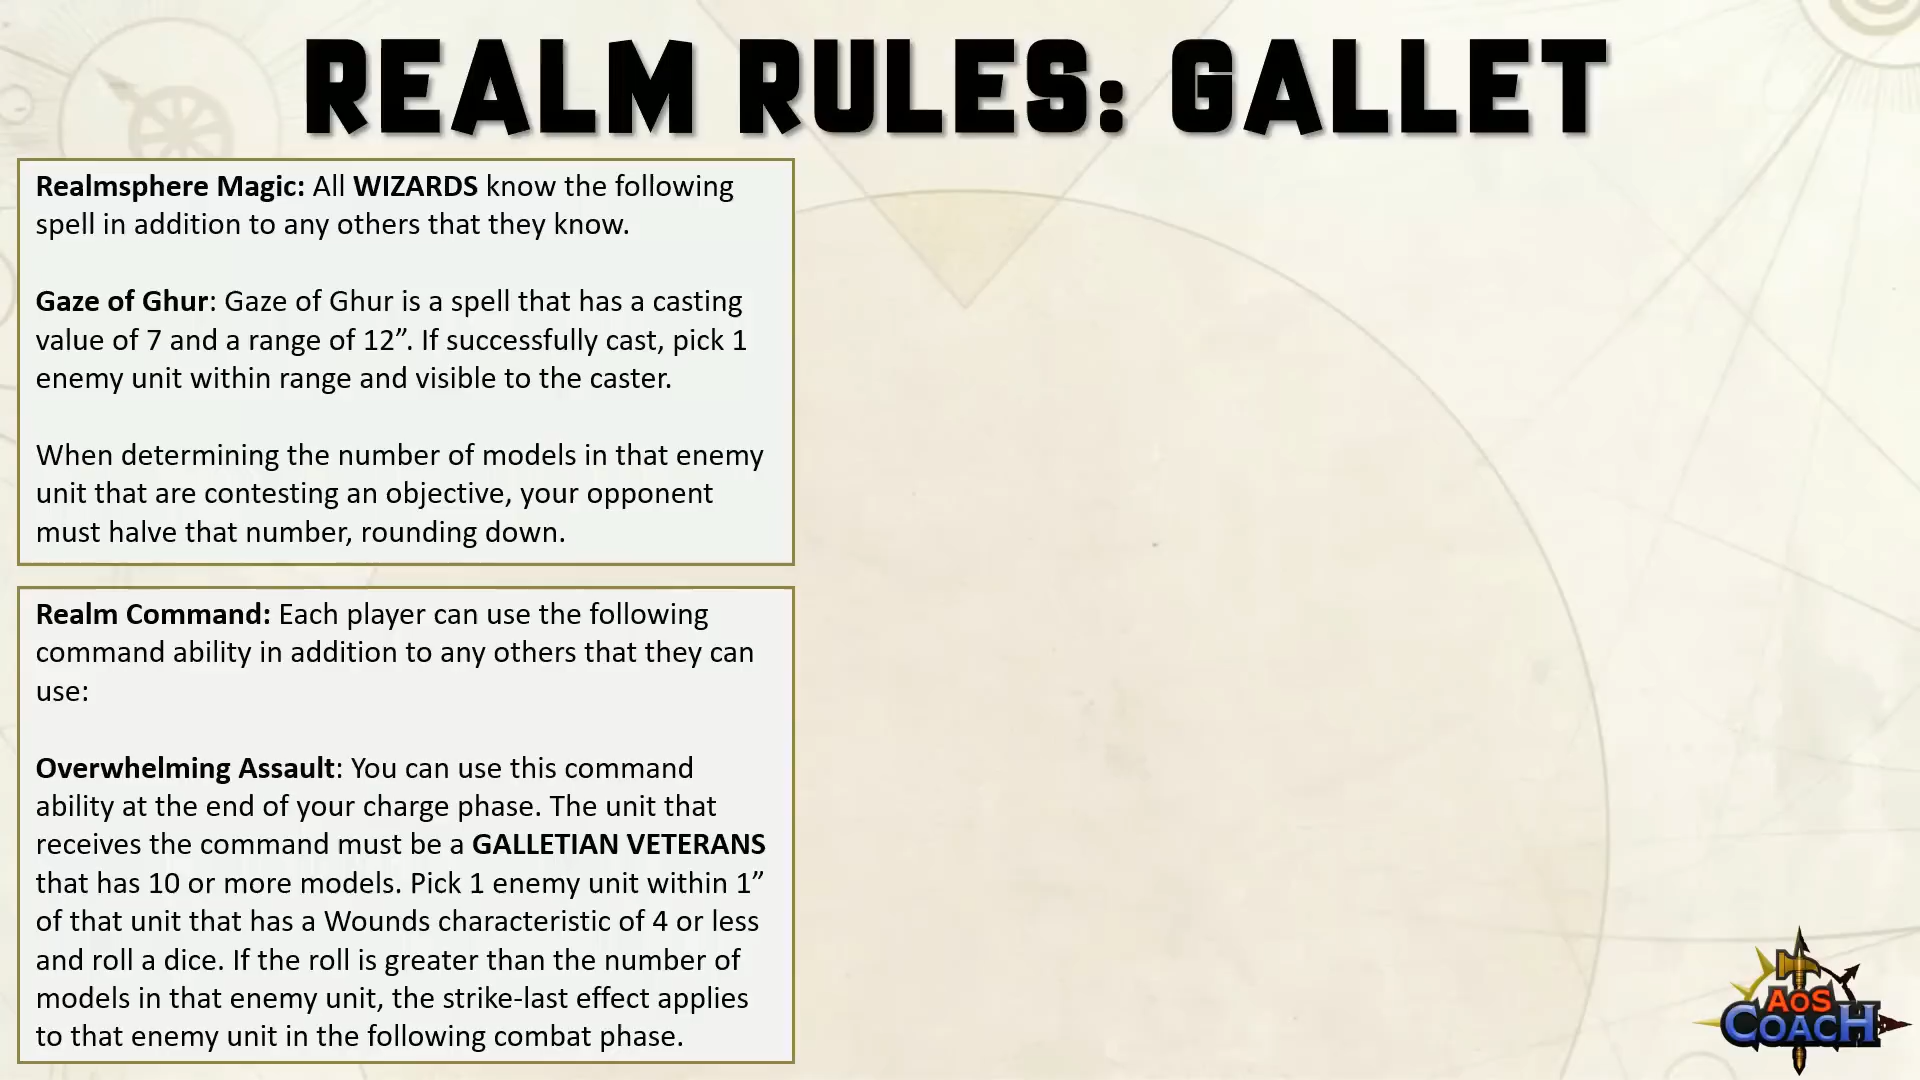 REALM RULES: GALLET
Realmsphere Magic: All WIZARDS know the following
spell in addition to any others that they know.
Gaze of Ghur: Gaze of Ghur is a spell that has a casting
value of 7 and a range of 12”. If successfully cast, pick 1
enemy unit within range and visible to the caster.
When determining the number of models in that enemy
unit that are contesting an objective, your opponent
must halve that number, rounding down.
Realm Command: Each player can use the following
command ability in addition to any others that they can
use:
Overwhelming Assault: You can use this command
ability at the end of your charge phase. The unit that
receives the command must be a GALLETIAN VETERANS
that has 10 or more models. Pick 1 enemy unit within 1”
of that unit that has a Wounds characteristic of 4 or less
and roll a dice. If the roll is greater than the number of
models in that enemy unit, the strike-last effect applies
to that enemy unit in the following combat phase.
AoS
COACH